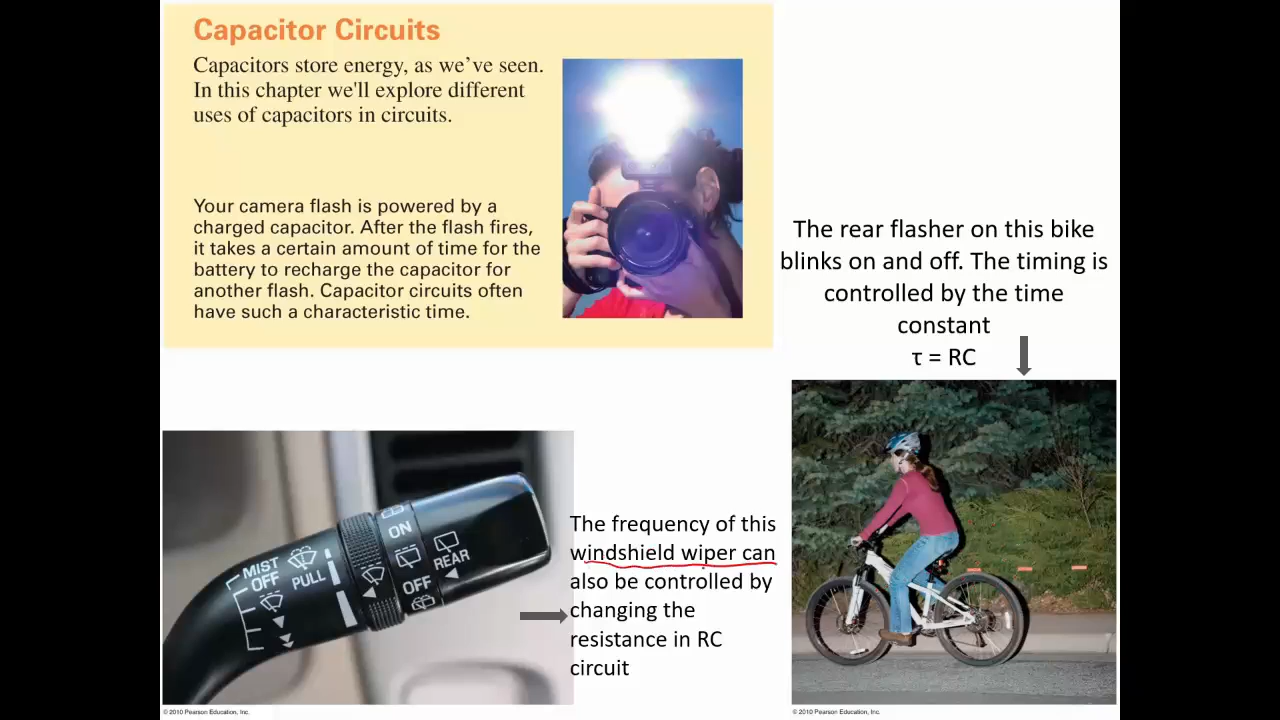 Capacitor Circuits
Capacitors store energy, as we’ve seen.
In this chapter we'll explore different
uses of capacitors in circuits.
Your camera flash is powered by a
charged capacitor. After the flash fires,
it takes a certain amount of time for the
battery to recharge the capacitor for
another flash. Capacitor circuits often
have such a characteristic time.
The rear flasher on this bike
blinks on and off. The timing is
controlled by the time
constant
τ = RC
MIST
OFF
PULL
ON
OFF
REAR
The frequency of this
windshield wiper can
also be controlled by
changing the
resistance in RC
circuit
© 2010 Pearson Education, Inc.
© 2010 Pearson Education, Inc.